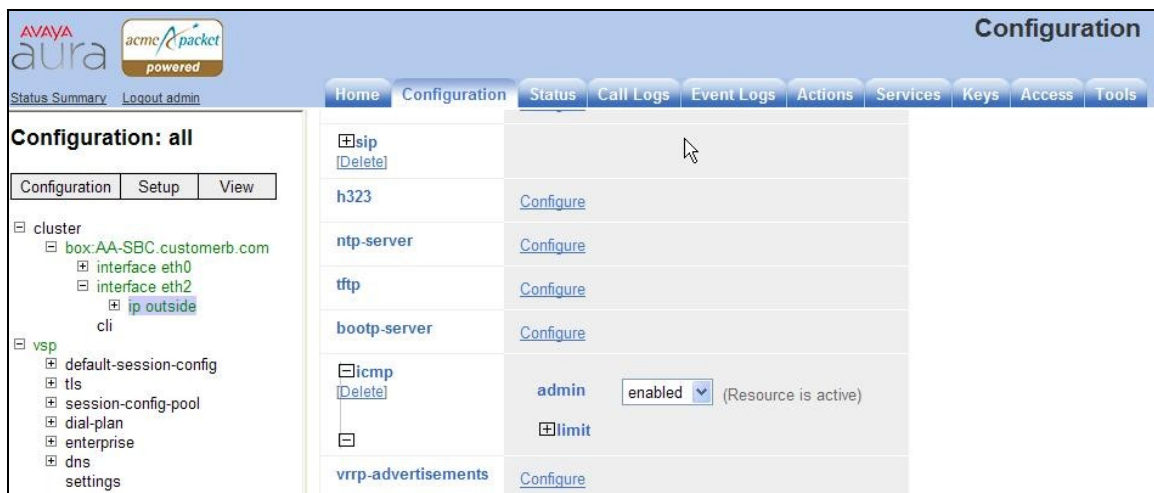 AVAYA
aura
acme packet
powered
Configuration
Status Summary Logout admin
Home Configuration Status Call Logs Event Logs Actions Services Keys Access Tools
Configuration: all
Configuration Setup View
cluster
box:AA-SBC.customerb.com
interface eth0
interface eth2
ip outside
cli
vsp
default-session-config
tls
session-config-pool
dial-plan
enterprise
dns
settings
sip
[Delete]
h323 Configure
ntp-server Configure
tftp Configure
bootp-server Configure
icmp
[Delete]
admin enabled (Resource is active)
limit
vrrp-advertisements Configure